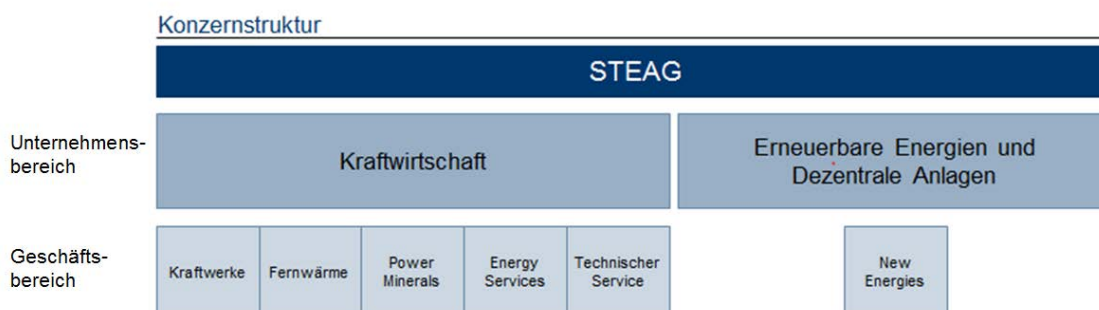 Konzernstruktur
STEAG
Unternehmens-
bereich
Kraftwirtschaft
Erneuerbare Energien und
Dezentrale Anlagen
Geschäfts-
bereich
Kraftwerke
Fernwärme
Power
Minerals
Energy
Services
Technischer
Service
New
Energies